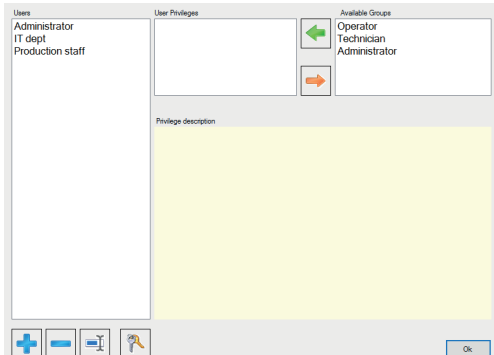 Users
User Privileges
Available Groups
Administrator
IT dept
Production staff
Operator
Technician
Administrator
Privilege description
Ok